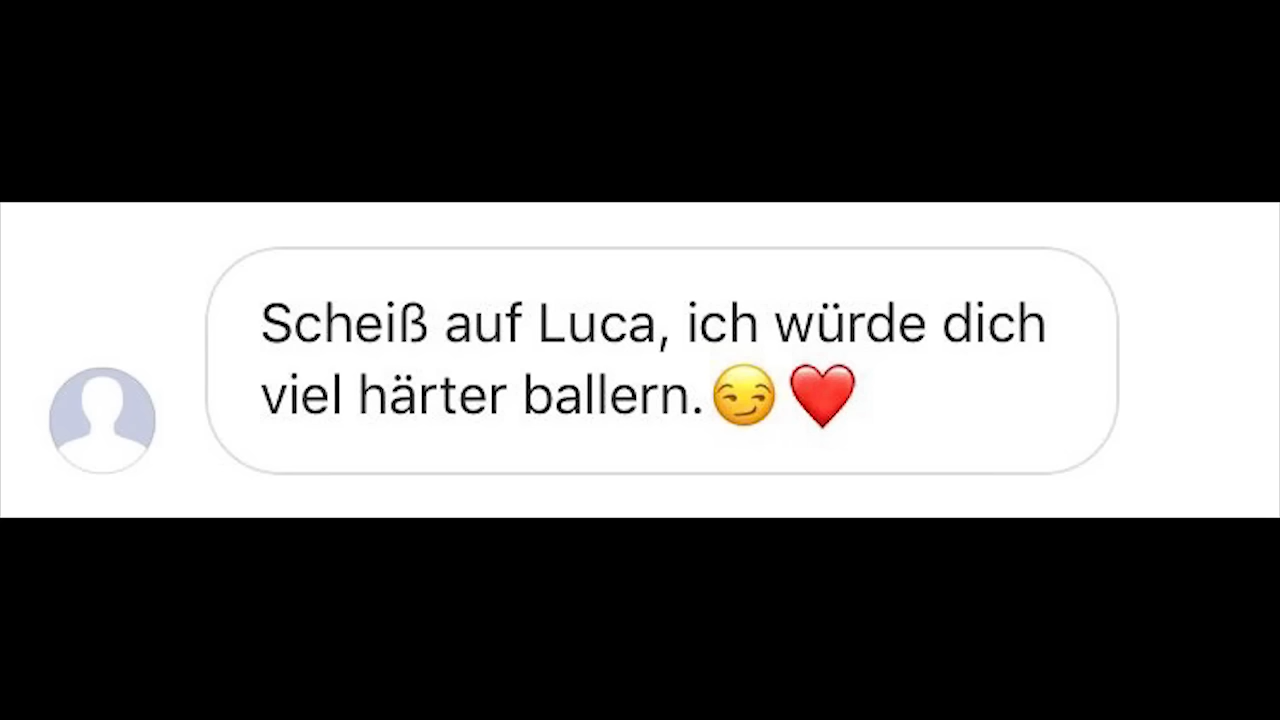 Scheiß auf Luca, ich würde dich
viel härter ballern.😏❤️